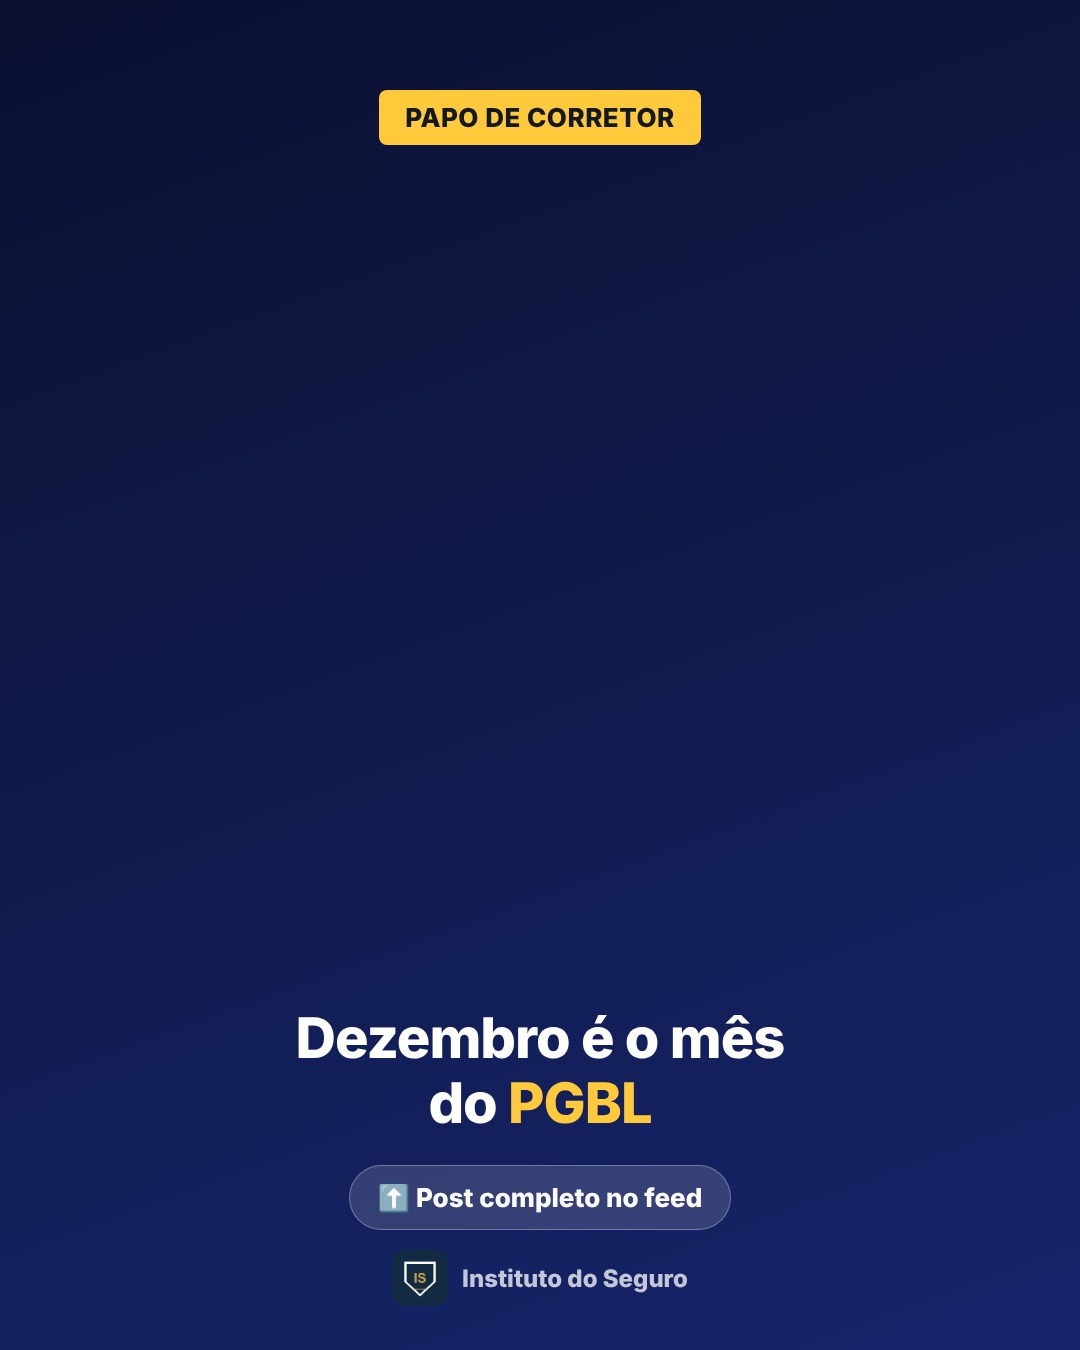 PAPO DE CORRETOR
Dezembro é o mês
do PGBL
⬆️ Post completo no feed
IS
Instituto do Seguro